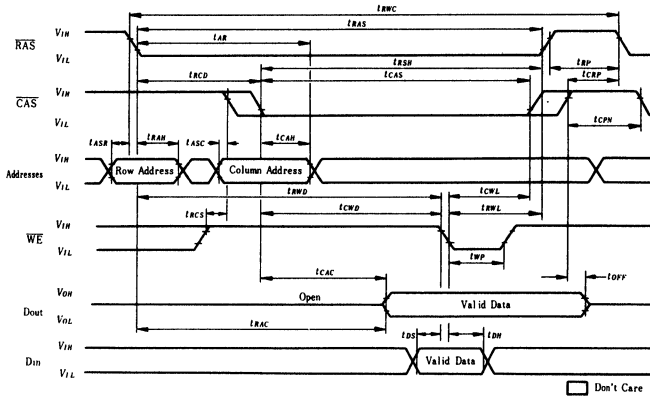 tRWC
tRAS
tAR
RAS VIH
VIL
tRSH
tRP
tRCD
tCAS
tCRP
CAS VIH
VIL
tCPN
tASR tRAH tASC tCAH
Addresses VIH
VIL
Row Address
Column Address
tRWD
tCWL
tRCS
tCWD
tRWL
WE VIH
VIL
tWP
tCAC
tOFF
Dout VOH
VOL
Open
Valid Data
tRAC
tDS
tDH
Din VIH
VIL
Valid Data
Don't Care